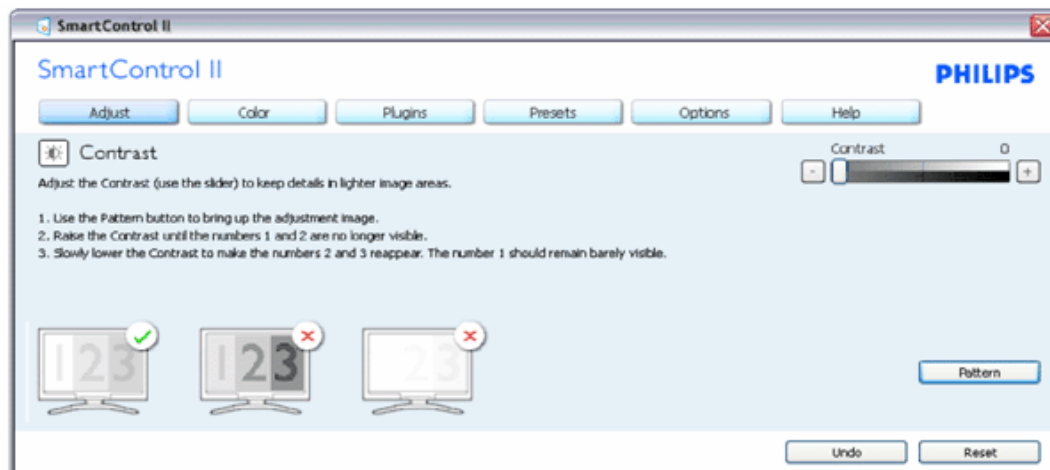 SmartControl II
SmartControl II
PHILIPS
Adjust Color Plugins Presets Options Help
Contrast
Contrast 0
- +
Adjust the Contrast (use the slider) to keep details in lighter image areas.
1. Use the Pattern button to bring up the adjustment image.
2. Raise the Contrast until the numbers 1 and 2 are no longer visible.
3. Slowly lower the Contrast to make the numbers 2 and 3 reappear. The number 1 should remain barely visible.
123 123 23
Pattern
Undo Reset